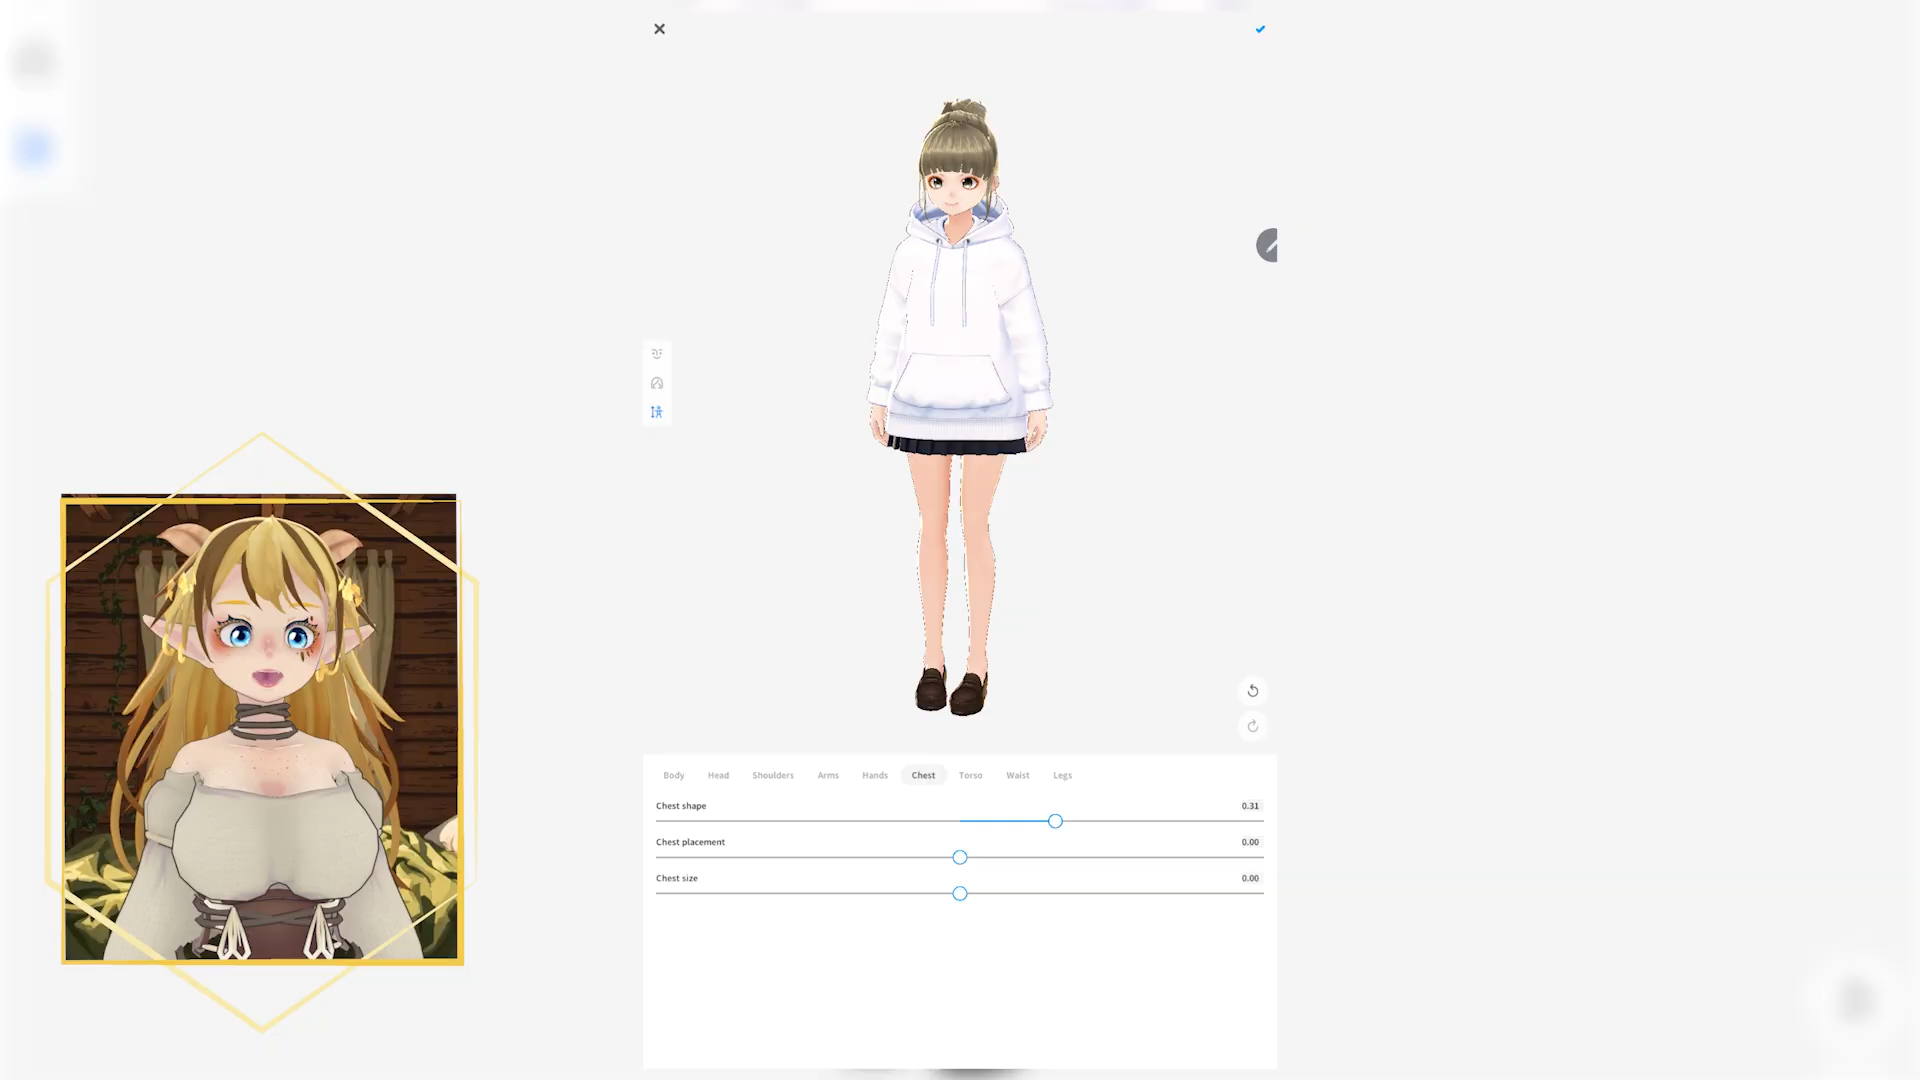 Body Head Shoulders Arms Hands Chest Torso Waist Legs
Chest shape 0.31
Chest placement 0.00
Chest size 0.00